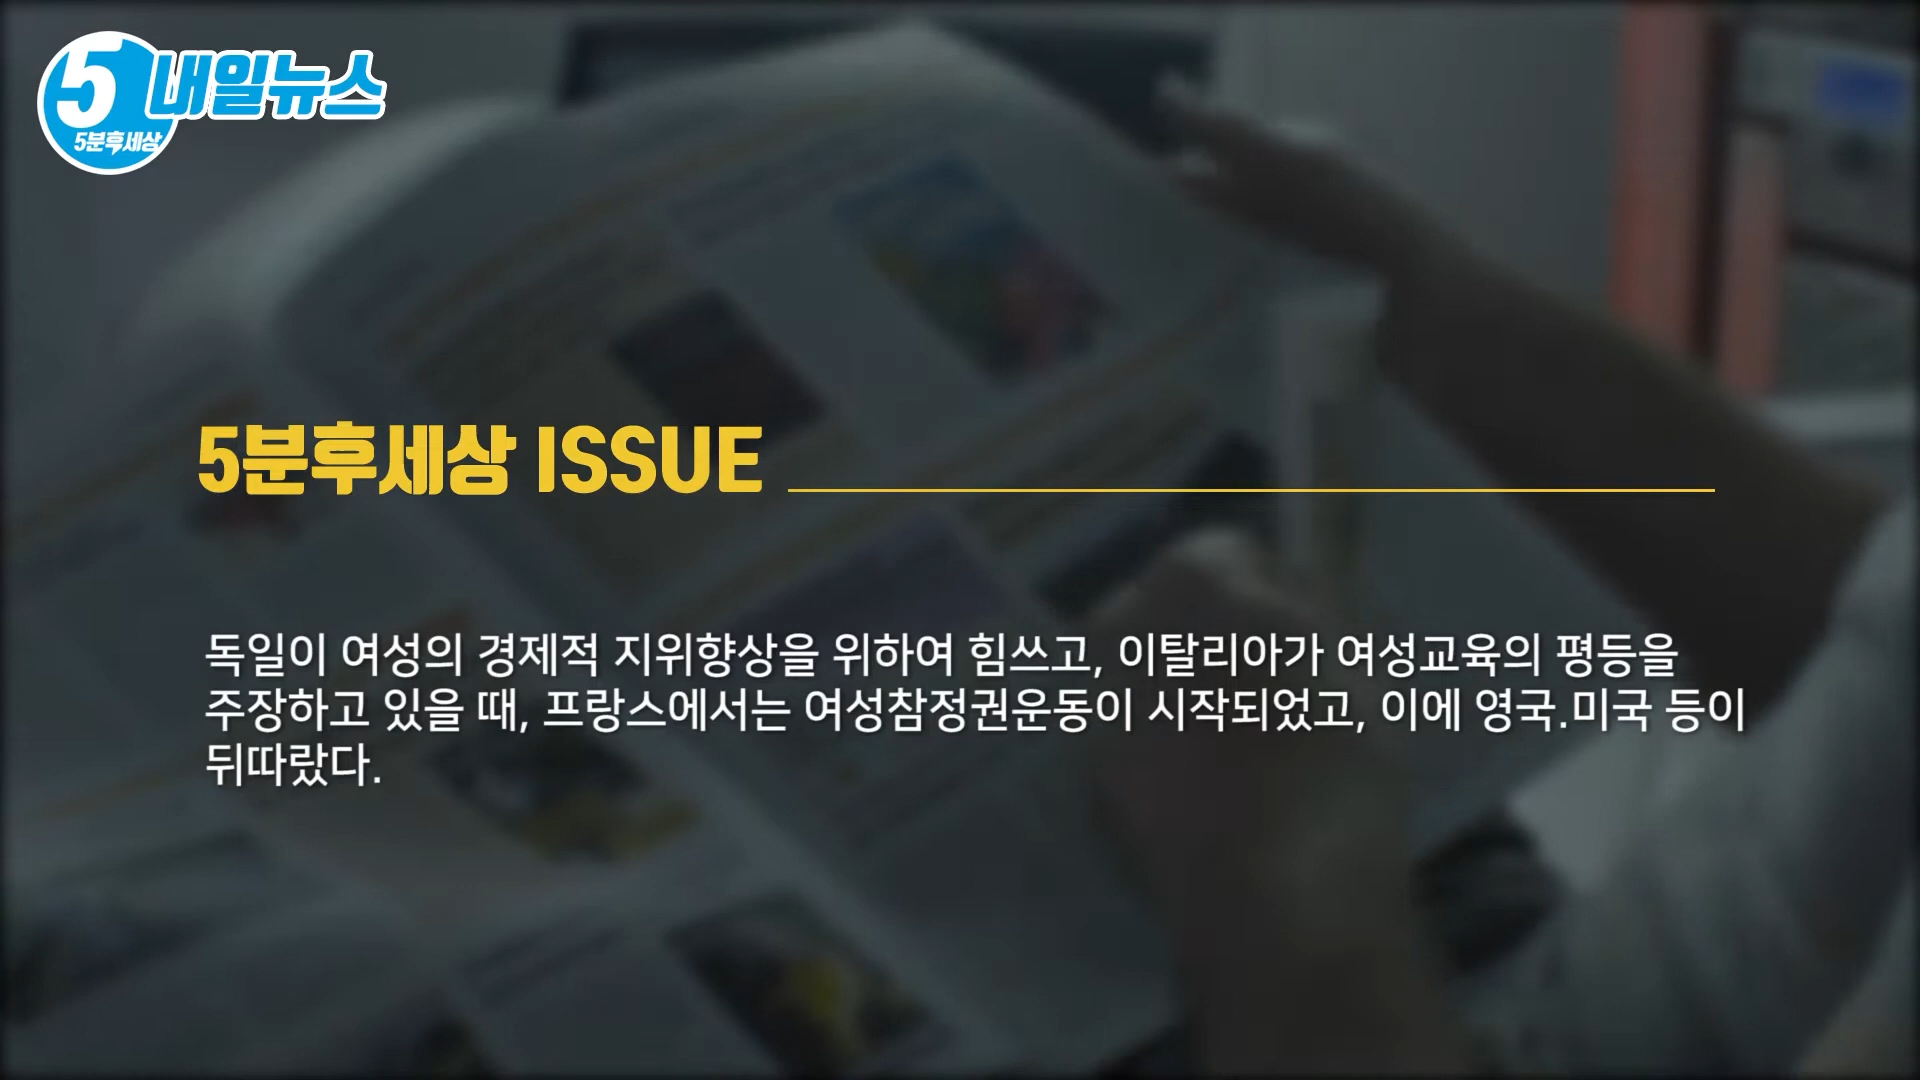 5 내일뉴스
5분후세상
5분후세상 ISSUE
독일이 여성의 경제적 지위향상을 위하여 힘쓰고, 이탈리아가 여성교육의 평등을
주장하고 있을 때, 프랑스에서는 여성참정권운동이 시작되었고, 이에 영국.미국 등이
뒤따랐다.